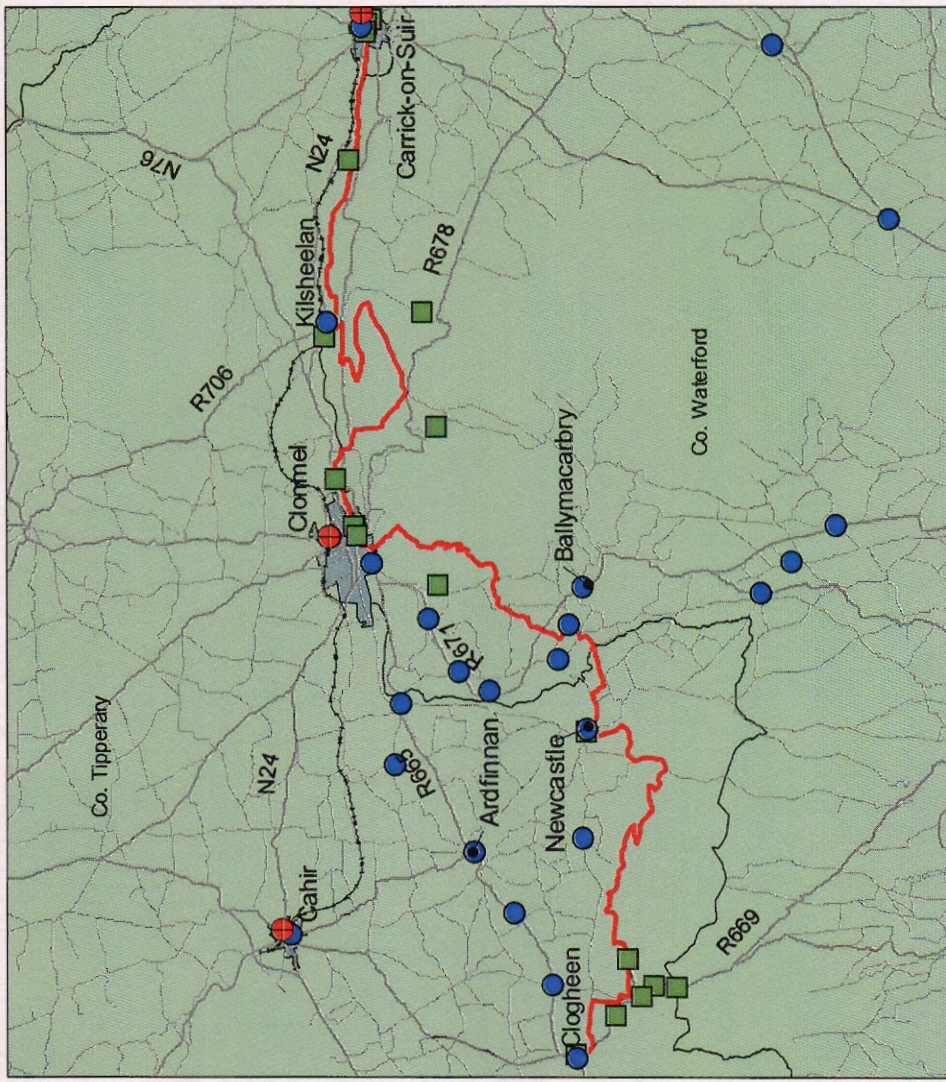 Co. Tipperary
N24
Cahir
R665
Ardfinnan
Clogheen
Newcastle
R669
R671
Clonmel
R706
Ballymacarbry
Co. Waterford
Kilsheelan
R678
N24
N76
Carrick-on-Suir